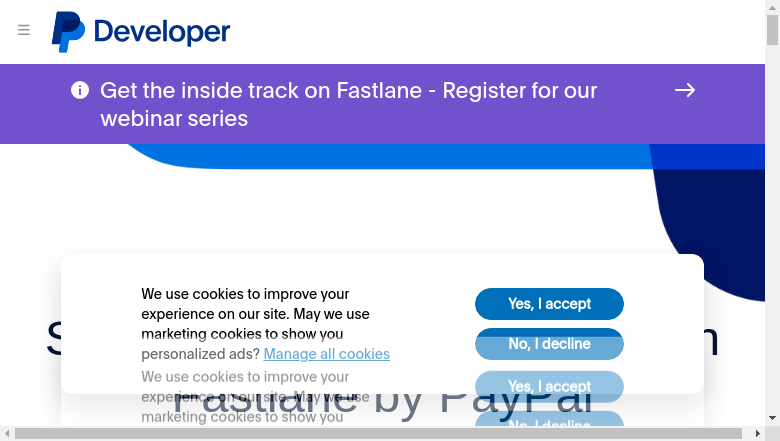 Developer
Get the inside track on Fastlane - Register for our
webinar series
We use cookies to improve your
experience on our site. May we use
marketing cookies to show you
personalized ads? Manage all cookies
Yes, I accept
No, I decline
We use cookies to improve your
experience on our site. May we use
marketing cookies to show you
Yes, I accept
No, I decline
Fastlane by PayPal